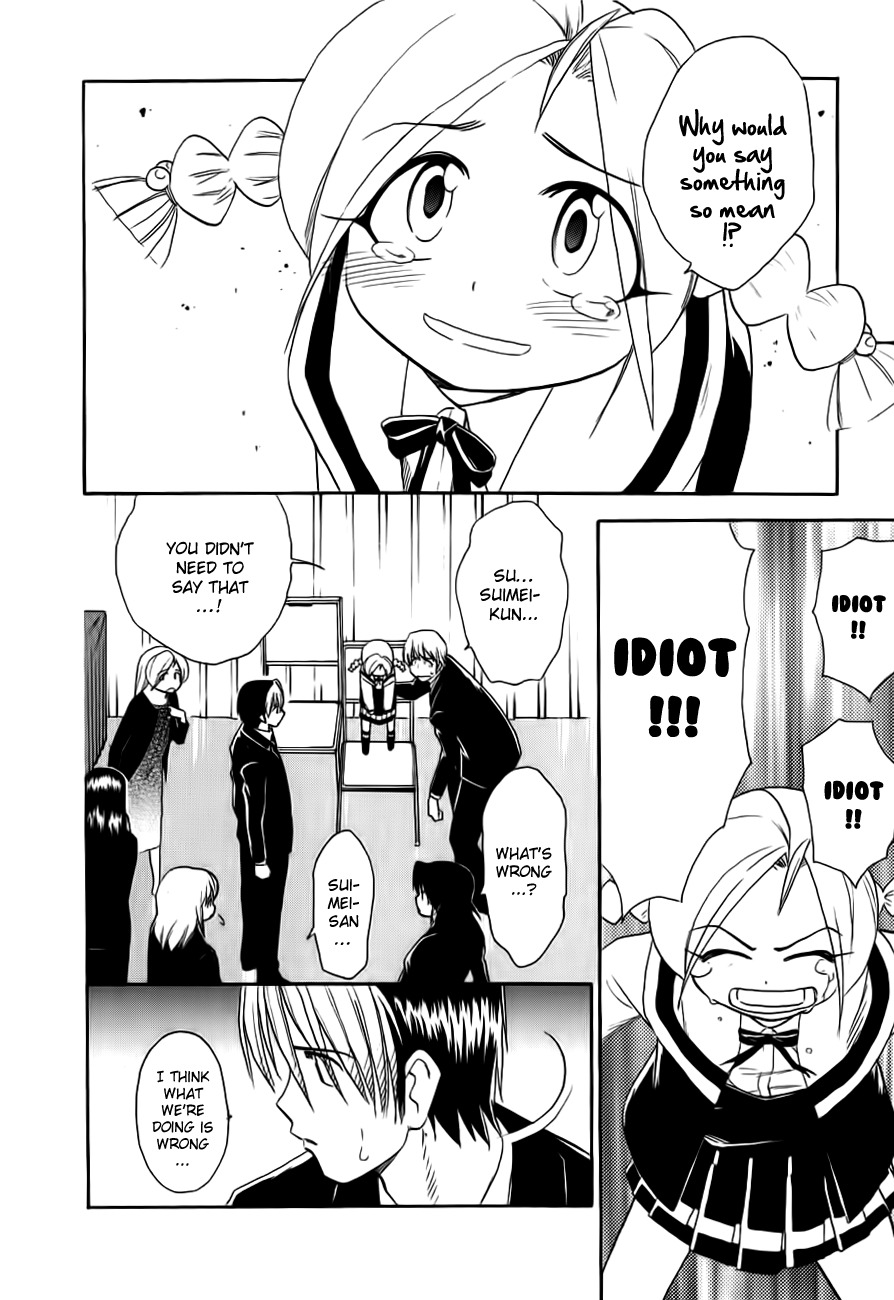 Why would
you say
something
so mean
!?
IDIOT
!!
IDIOT
!!
IDIOT
!!!
SU...
SUIMEI-
KUN...
YOU DIDN'T
NEED TO
SAY THAT
...!
WHAT'S
WRONG
...?
SUI-
MEI-
SAN
...
I THINK
WHAT
WE'RE
DOING IS
WRONG
...